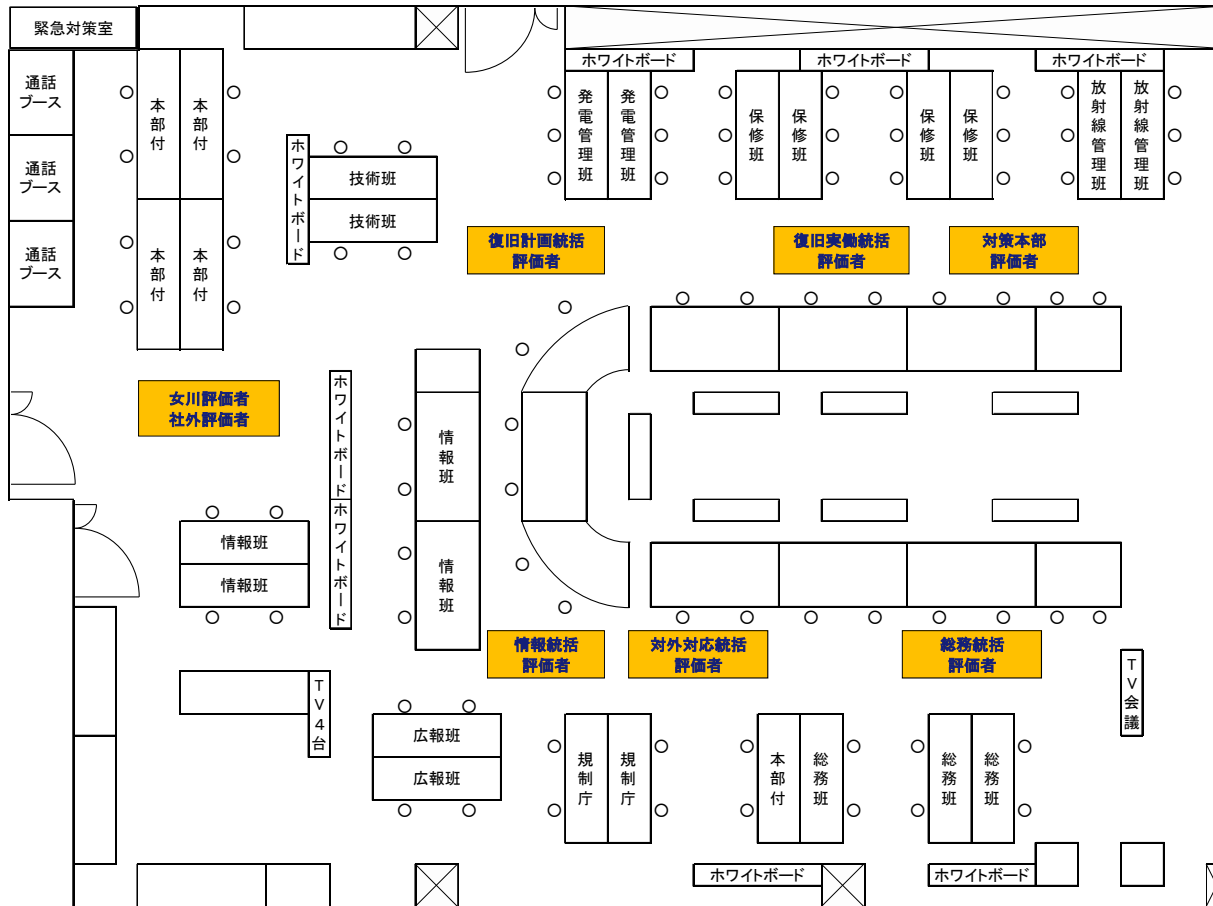 緊急対策室
通話
ブース
通話
ブース
通話
ブース
本部付
本部付
本部付
本部付
ホワイトボード
技術班
技術班
ホワイトボード
ホワイトボード
ホワイトボード
発電管理班
発電管理班
保修班
保修班
保修班
保修班
放射線管理班
放射線管理班
復旧計画統括
評価者
復旧実働統括
評価者
対策本部
評価者
女川評価者
社外評価者
ホワイトボード
ホワイトボード
情報班
情報班
情報班
情報班
情報統括
評価者
対外対応統括
評価者
総務統括
評価者
TV会議
TV4台
広報班
広報班
規制庁
規制庁
本部付
総務班
総務班
総務班
ホワイトボード
ホワイトボード